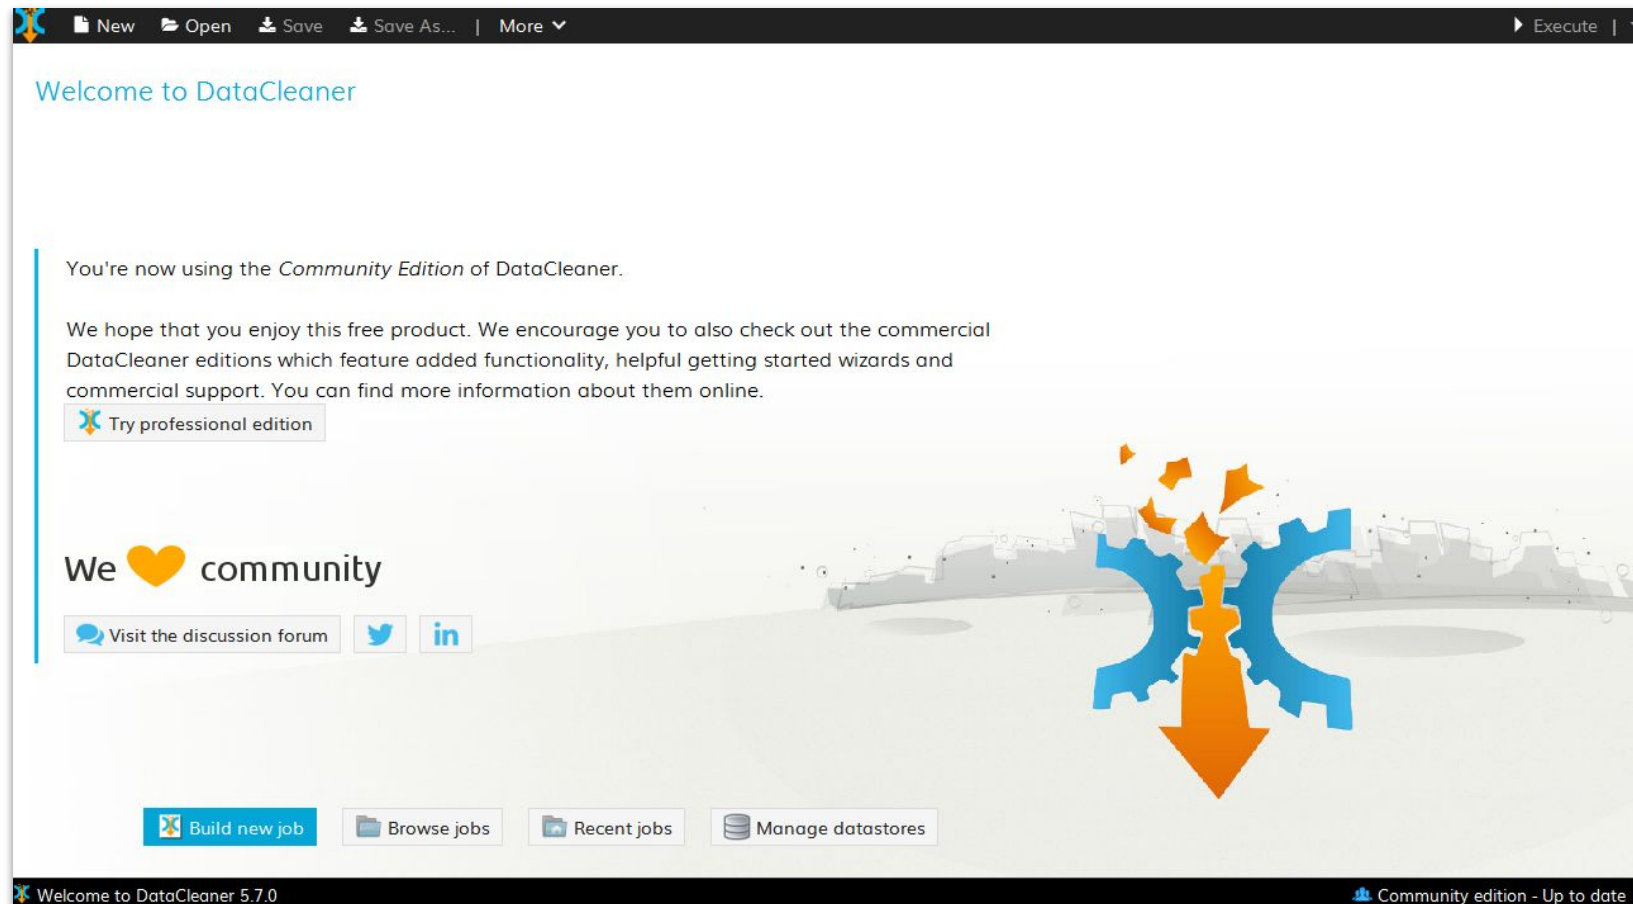 New Open Save Save As... | More Execute |
Welcome to DataCleaner
You're now using the Community Edition of DataCleaner.
We hope that you enjoy this free product. We encourage you to also check out the commercial
DataCleaner editions which feature added functionality, helpful getting started wizards and
commercial support. You can find more information about them online.
Try professional edition
We community
Visit the discussion forum in
Build new job Browse jobs Recent jobs Manage datastores
Welcome to DataCleaner 5.7.0 Community edition - Up to date